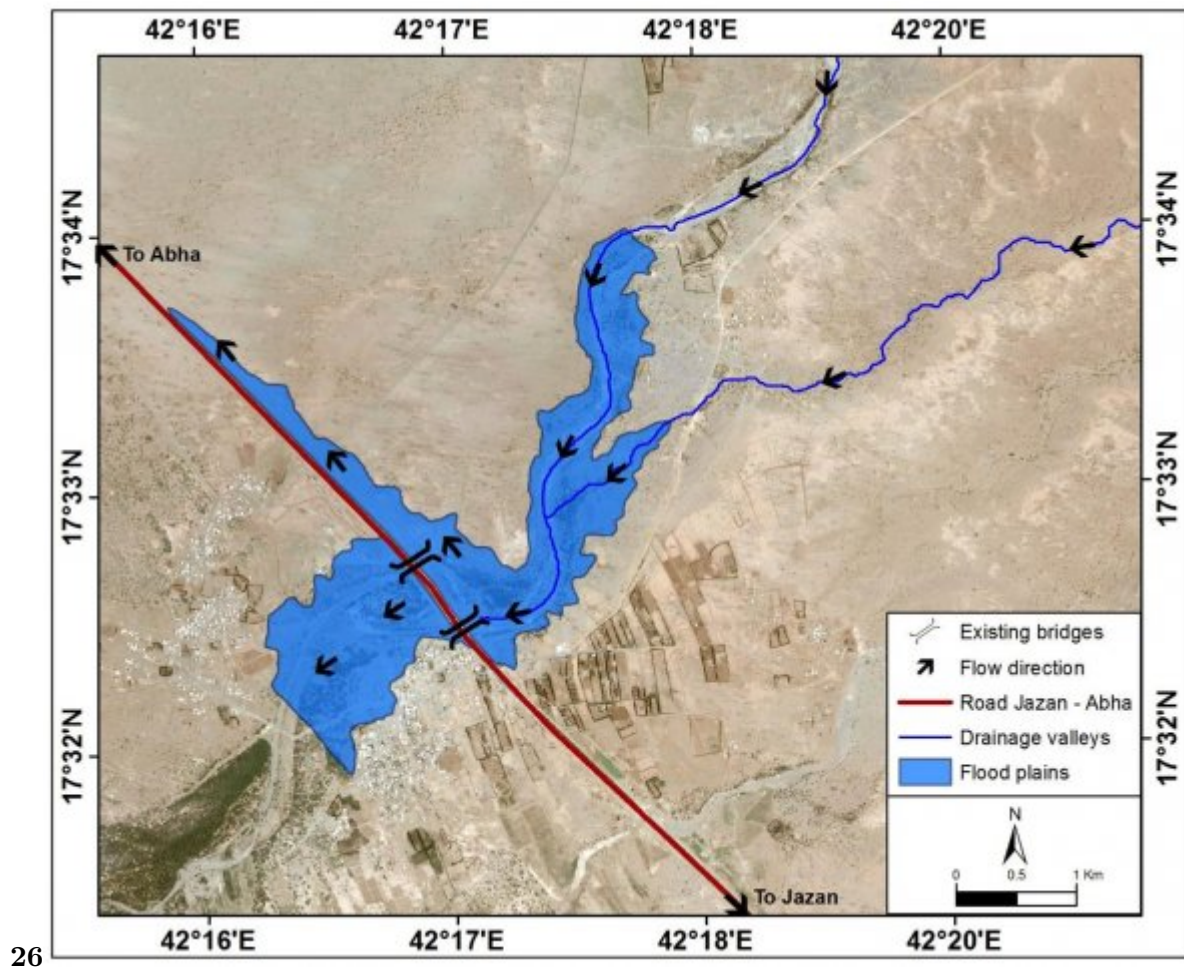 42°16'E 42°17'E 42°18'E 42°20'E
17°34'N
17°34'N
To Abha
17°33'N
17°33'N
17°32'N
17°32'N
Existing bridges
Flow direction
Road Jazan - Abha
Drainage valleys
Flood plains
N
0 0.5 1 Km
To Jazan
42°16'E 42°17'E 42°18'E 42°20'E
26